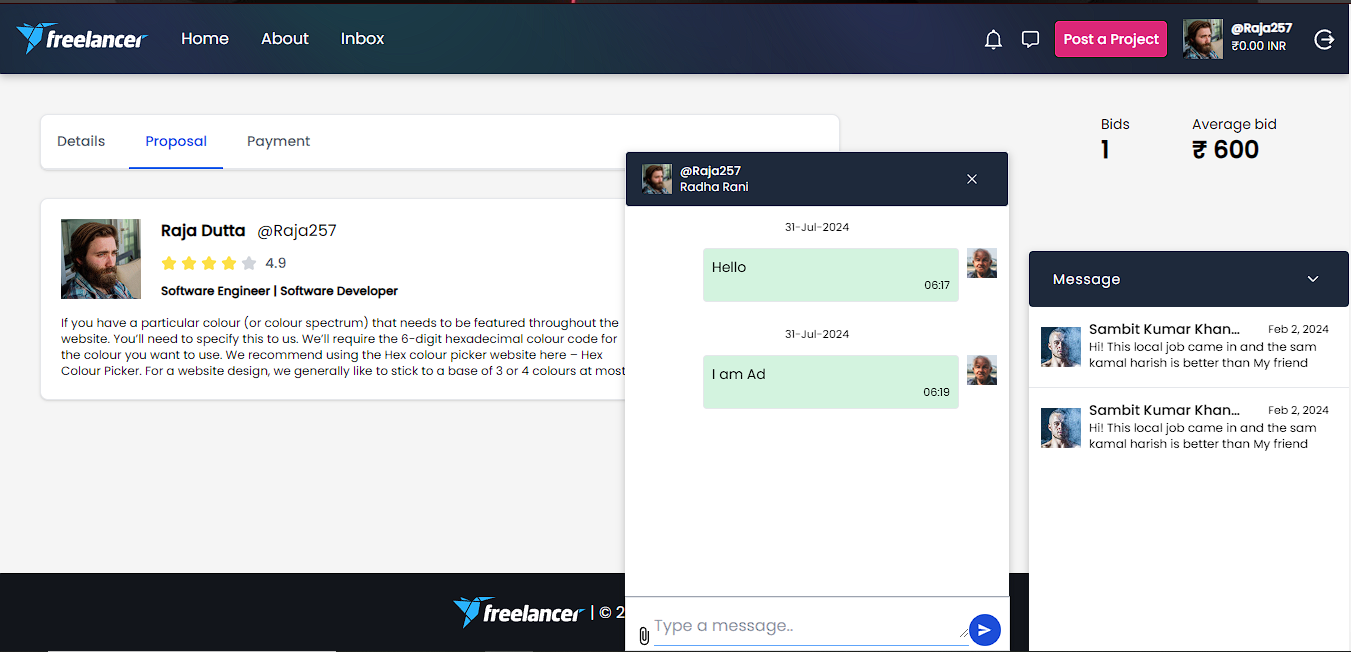 freelancer Home About Inbox Post a Project @Raja257
₹0.00 INR
Details Proposal Payment
Bids Average bid
1 ₹ 600
Raja Dutta @Raja257
4.9
Software Engineer | Software Developer
If you have a particular colour (or colour spectrum) that needs to be featured throughout the
website. You'll need to specify this to us. We'll require the 6-digit hexadecimal colour code for
the colour you want to use. We recommend using the Hex colour picker website here – Hex
Colour Picker. For a website design, we generally like to stick to a base of 3 or 4 colours at most
@Raja257
Radha Rani
31-Jul-2024
Hello
06:17
31-Jul-2024
I am Ad
06:19
Type a message..
Message
Sambit Kumar Khan... Feb 2, 2024
Hi! This local job came in and the sam
kamal harish is better than My friend
Sambit Kumar Khan... Feb 2, 2024
Hi! This local job came in and the sam
kamal harish is better than My friend
freelancer | © 2